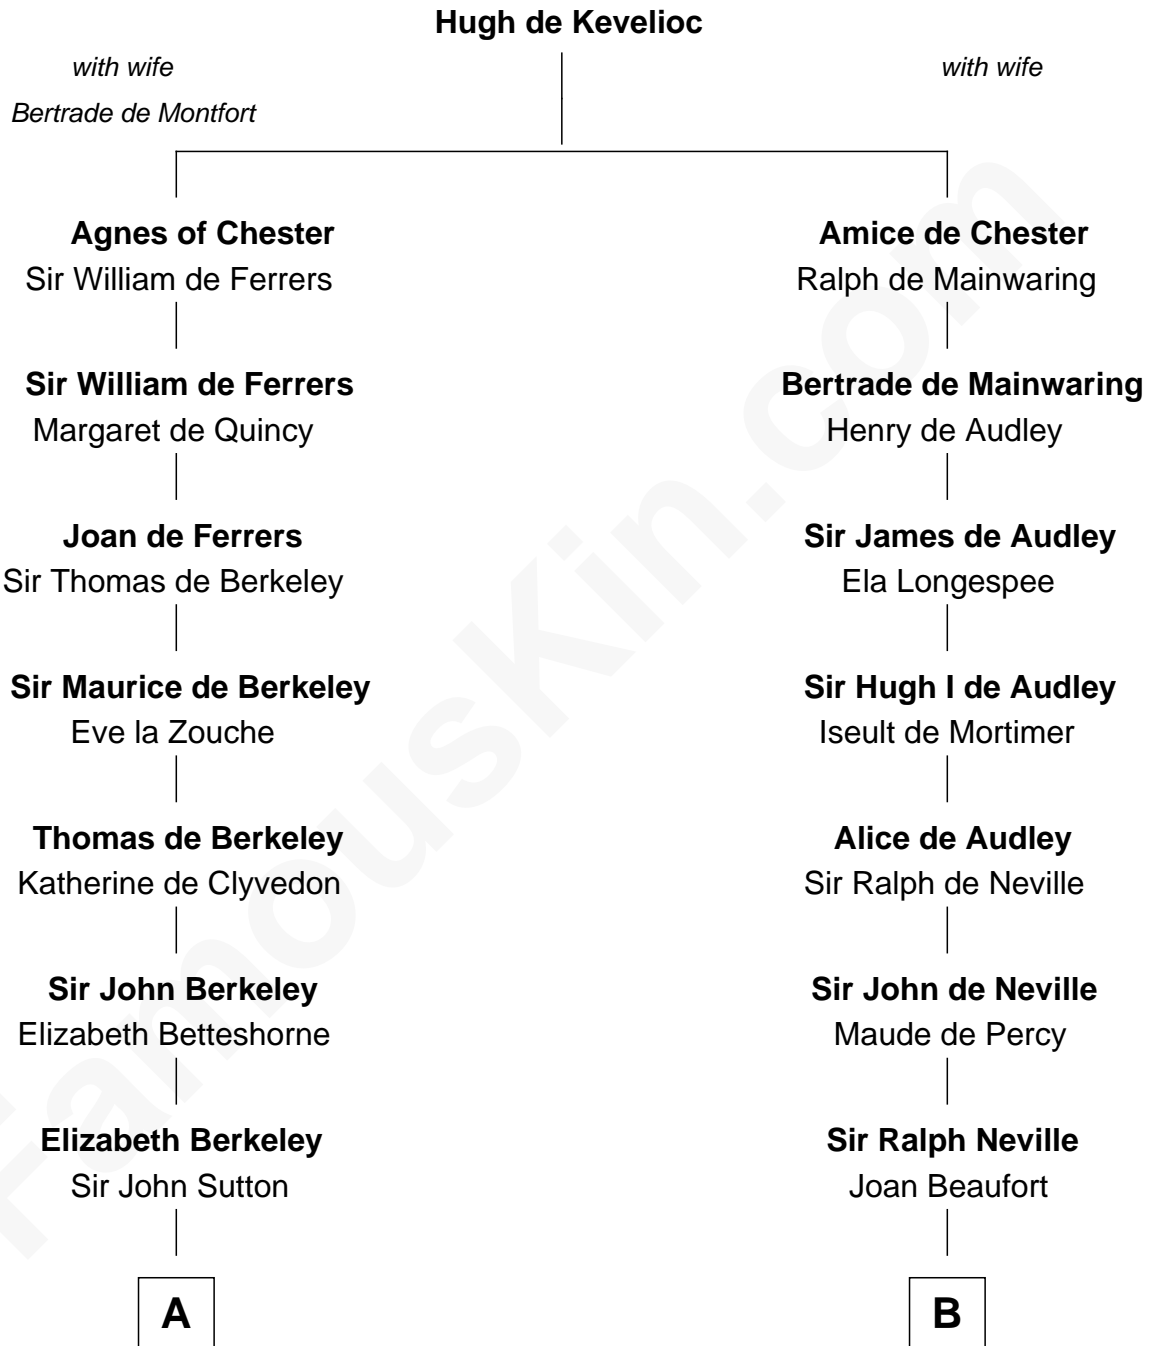 Hugh de Kevelioc
with wife
Bertrade de Montfort
with wife
Agnes of Chester
Sir William de Ferrers
Amice de Chester
Ralph de Mainwaring
Sir William de Ferrers
Margaret de Quincy
Bertrade de Mainwaring
Henry de Audley
Joan de Ferrers
Sir Thomas de Berkeley
Sir James de Audley
Ela Longespee
Sir Maurice de Berkeley
Eve la Zouche
Sir Hugh I de Audley
Iseult de Mortimer
Thomas de Berkeley
Katherine de Clyvedon
Alice de Audley
Sir Ralph de Neville
Sir John Berkeley
Elizabeth Betteshorne
Sir John de Neville
Maude de Percy
Elizabeth Berkeley
Sir John Sutton
Sir Ralph Neville
Joan Beaufort
A
B
FamousKin.com